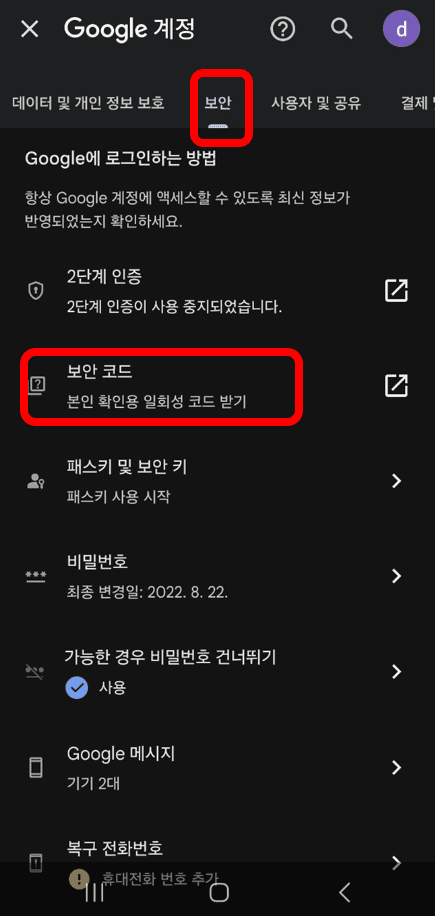 Google 계정
d
데이터 및 개인 정보 보호 보안 사용자 및 공유 결제
Google에 로그인하는 방법
항상 Google 계정에 액세스할 수 있도록 최신 정보가
반영되었는지 확인하세요.
2단계 인증
2단계 인증이 사용 중지되었습니다.
보안 코드
본인 확인용 일회성 코드 받기
패스키 및 보안 키
패스키 사용 시작
비밀번호
최종 변경일: 2022. 8. 22.
가능한 경우 비밀번호 건너뛰기
사용
Google 메시지
기기 2대
복구 전화번호
휴대전화 번호 추가